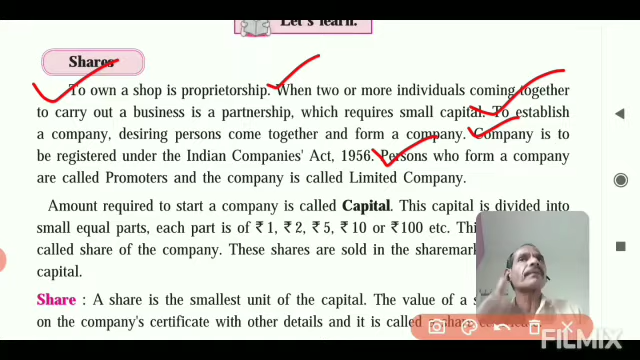 Let's learn.
Shares
To own a shop is proprietorship. When two or more individuals coming together
to carry out a business is a partnership, which requires small capital. To establish
a company, desiring persons come together and form a company. Company is to
be registered under the Indian Companies' Act, 1956. Persons who form a company
are called Promoters and the company is called Limited Company.
Amount required to start a company is called Capital. This capital is divided into
small equal parts, each part is of ₹ 1, ₹ 2, ₹ 5, ₹ 10 or ₹ 100 etc.
called share of the company. These shares are sold in the sharemar
capital.
Share : A share is the smallest unit of the capital. The value of a
on the company's certificate with other details and it is called
FILMIX